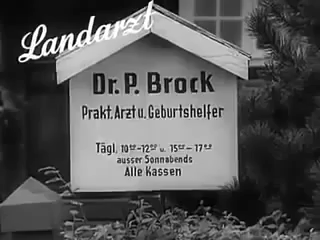 Landarzt
Dr. P. Brock
Prakt. Arzt u. Geburtshelfer
Tägl. 10⁰⁰-12⁰⁰ u. 15⁰⁰-17⁰⁰
ausser Sonnabends
Alle Kassen